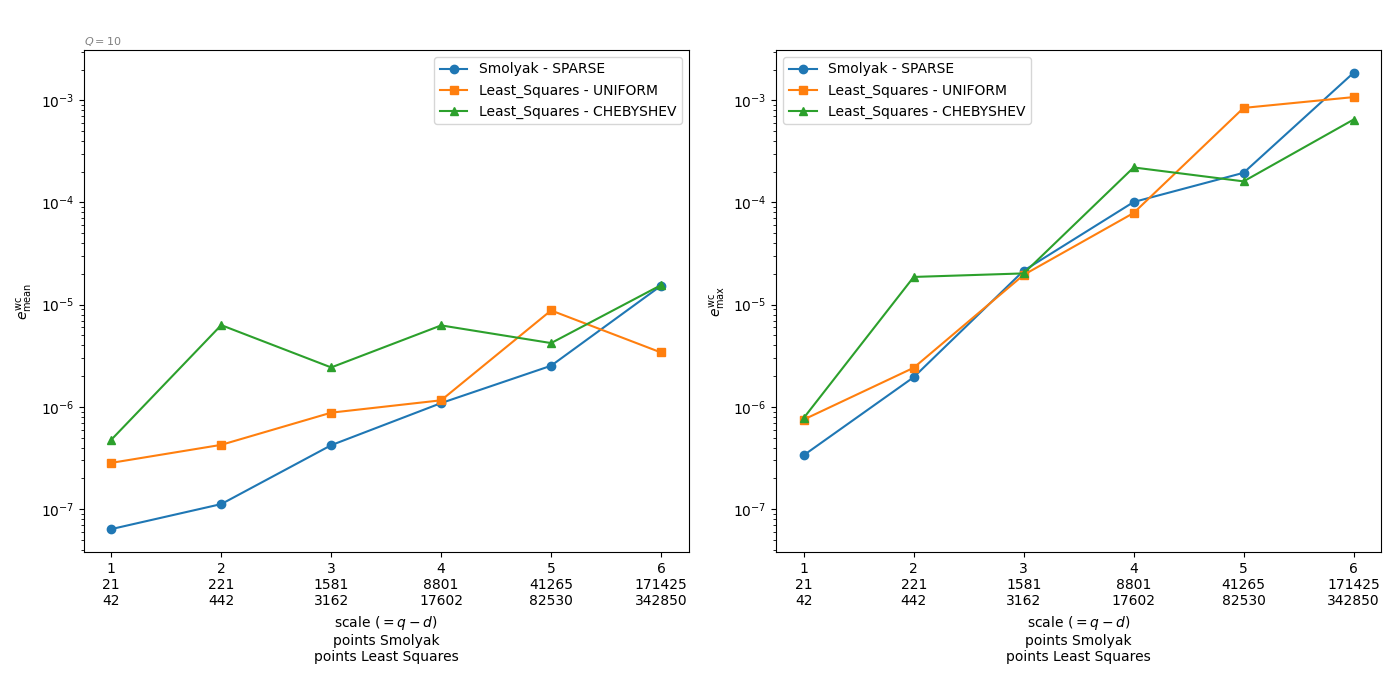 Q = 10
Smolyak - SPARSE
Least_Squares - UNIFORM
Least_Squares - CHEBYSHEV
10⁻³
10⁻⁴
10⁻⁵
10⁻⁶
10⁻⁷
e^wc_mean
1 2 3 4 5 6
21 221 1581 8801 41265 171425
42 442 3162 17602 82530 342850
scale (= q − d)
points Smolyak
points Least Squares
Smolyak - SPARSE
Least_Squares - UNIFORM
Least_Squares - CHEBYSHEV
10⁻³
10⁻⁴
10⁻⁵
10⁻⁶
10⁻⁷
e^wc_max
1 2 3 4 5 6
21 221 1581 8801 41265 171425
42 442 3162 17602 82530 342850
scale (= q − d)
points Smolyak
points Least Squares